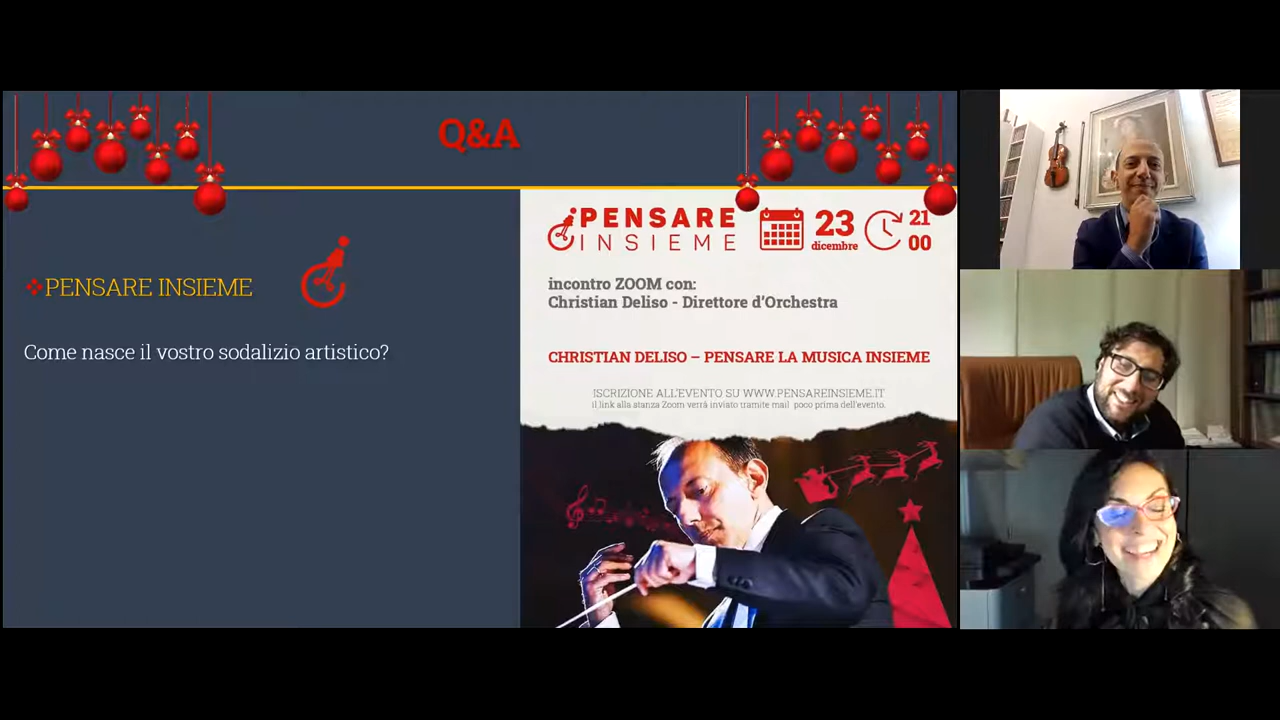 Q&A
❖PENSARE INSIEME
Come nasce il vostro sodalizio artistico?
PENSARE
INSIEME
23
dicembre
21
00
incontro ZOOM con:
Christian Deliso - Direttore d'Orchestra
CHRISTIAN DELISO – PENSARE LA MUSICA INSIEME
ISCRIZIONE ALL'EVENTO SU WWW.PENSAREINSIEME.IT
il link alla stanza Zoom verrà inviato tramite mail poco prima dell'evento.